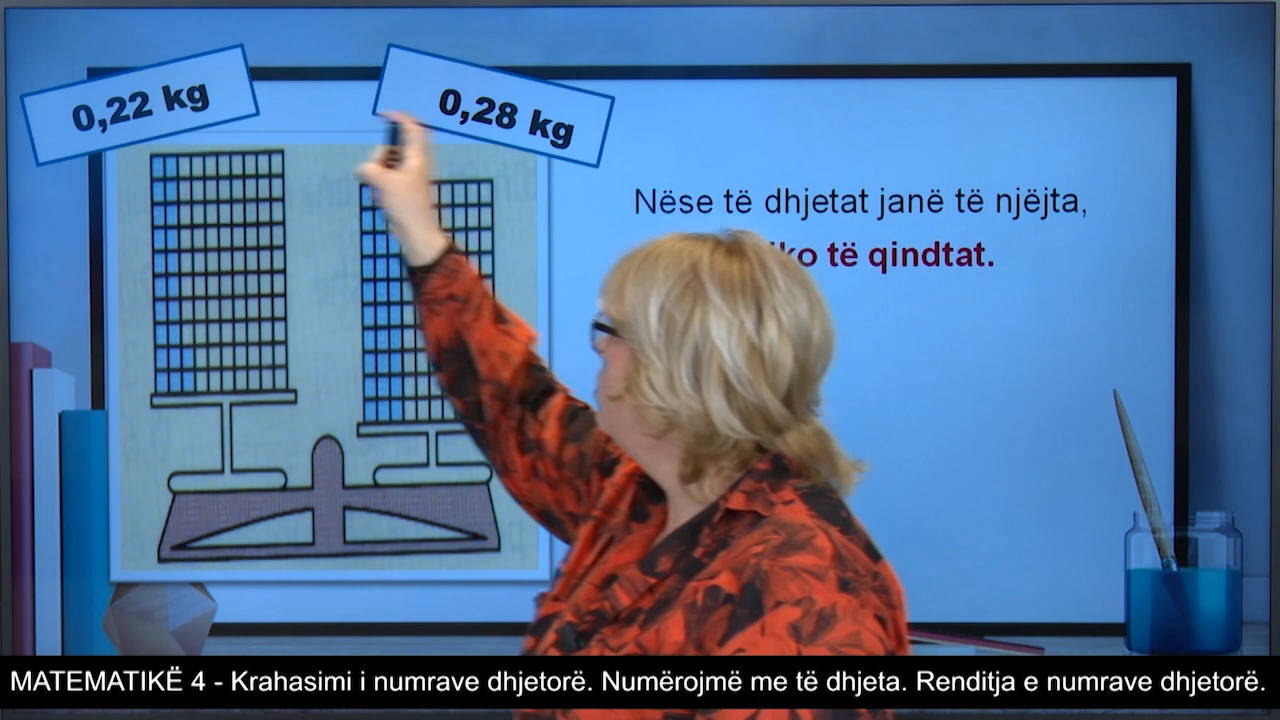 0,22 kg
0,28 kg
Nëse të dhjetat janë të njëjta,
të qindtat.
MATEMATIKË 4 - Krahasimi i numrave dhjetorë. Numërojmë me të dhjeta. Renditja e numrave dhjetorë.